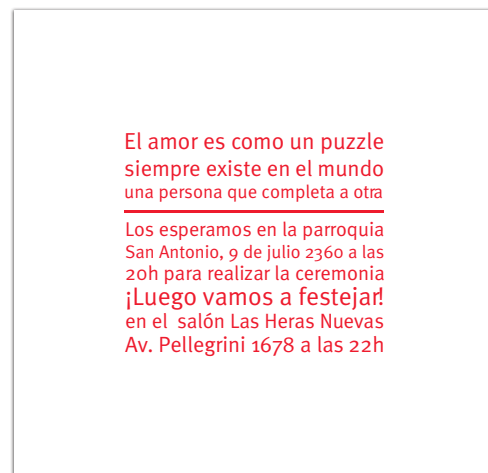 El amor es como un puzzle
siempre existe en el mundo
una persona que completa a otra
Los esperamos en la parroquia
San Antonio, 9 de julio 2360 a las
20h para realizar la ceremonia
¡Luego vamos a festejar!
en el salón Las Heras Nuevas
Av. Pellegrini 1678 a las 22h